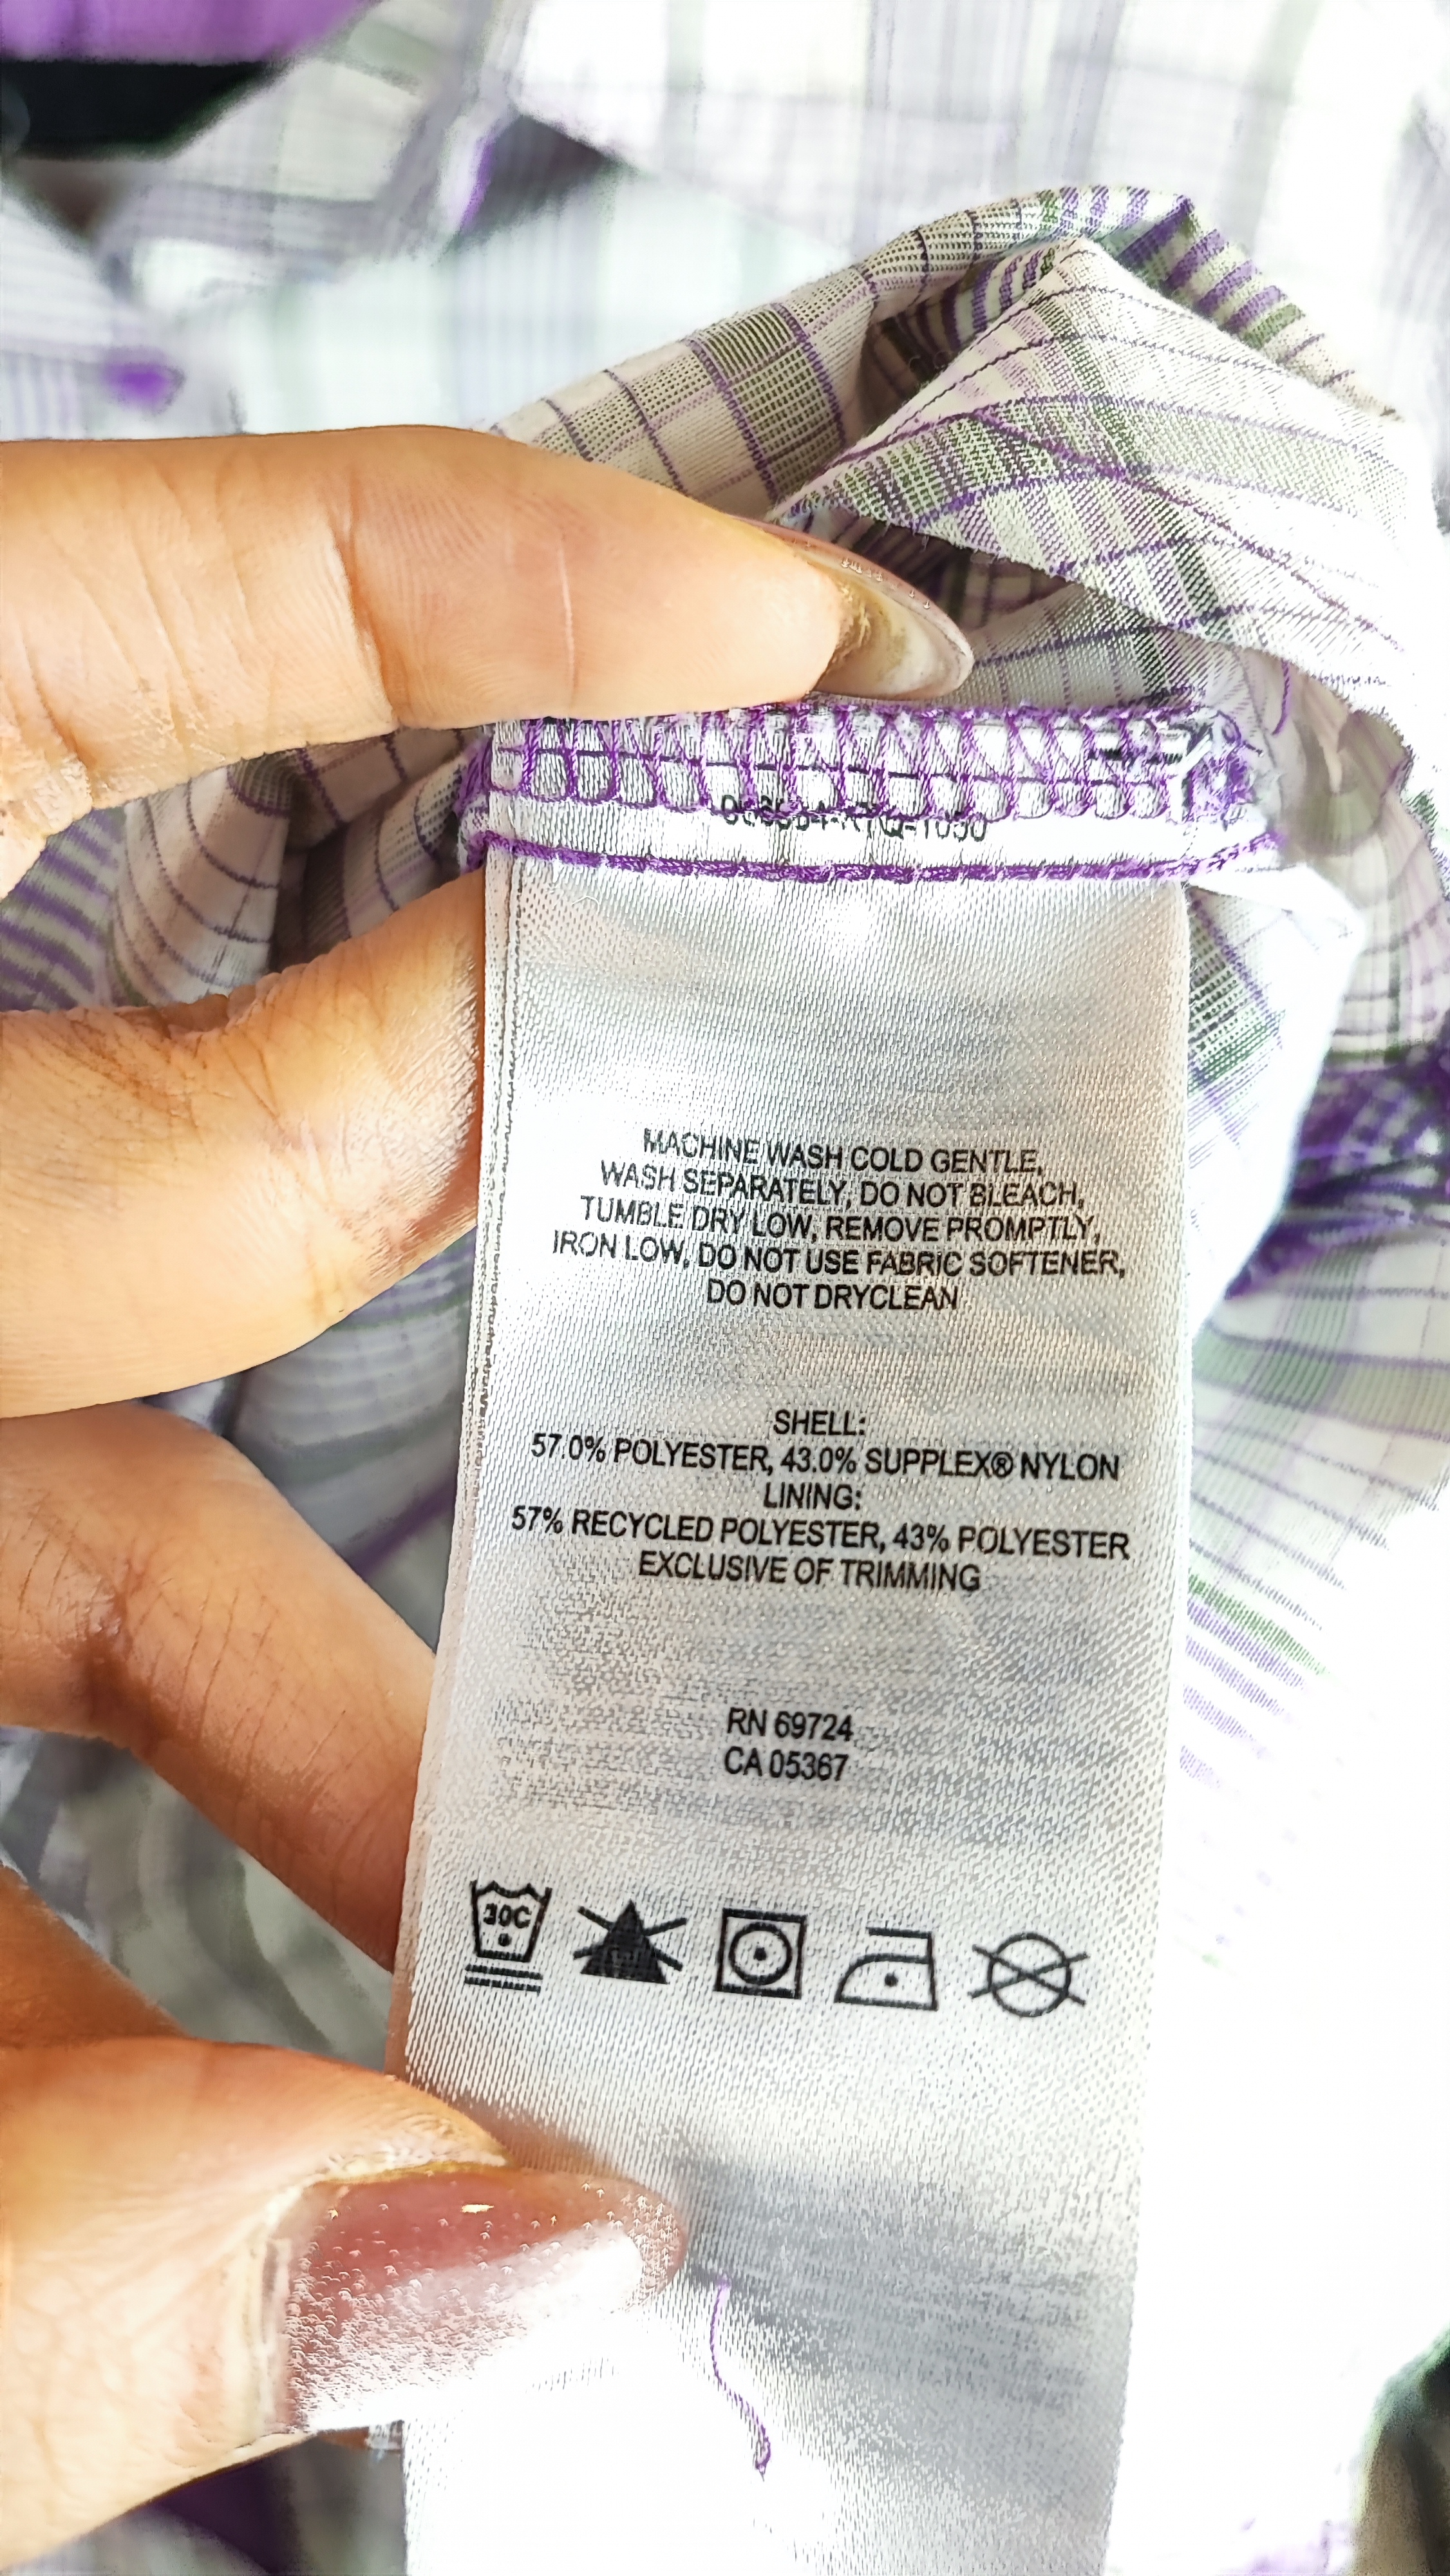 MACHINE WASH COLD GENTLE,
WASH SEPARATELY, DO NOT BLEACH,
TUMBLE DRY LOW, REMOVE PROMPTLY,
IRON LOW, DO NOT USE FABRIC SOFTENER,
DO NOT DRYCLEAN
SHELL:
57.0% POLYESTER, 43.0% SUPPLEX® NYLON
LINING:
57% RECYCLED POLYESTER, 43% POLYESTER
EXCLUSIVE OF TRIMMING
RN 69724
CA 05367
30C